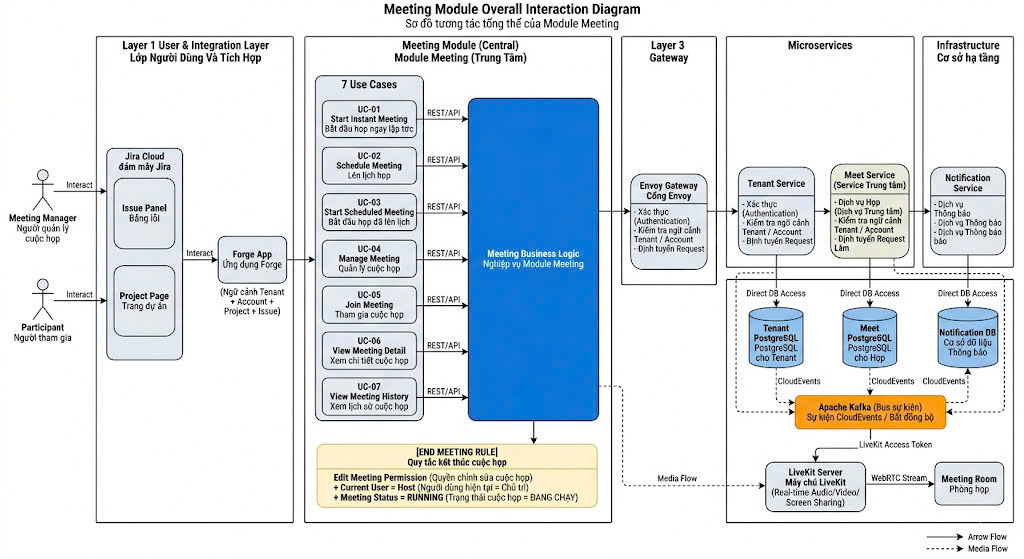 Meeting Module Overall Interaction Diagram
Sơ đồ tương tác tổng thể của Module Meeting
Layer 1 User & Integration Layer
Lớp Người Dùng Và Tích Hợp
Meeting Manager
Người quản lý
cuộc họp
Participant
Người tham gia
Interact
Interact
Jira Cloud
đám mây Jira
Issue Panel
Bảng lỗi
Project Page
Trang dự án
Interact
Forge App
Ứng dụng Forge
(Ngữ cảnh Tenant
+ Account +
Project + Issue)
Meeting Module (Central)
Module Meeting (Trung Tâm)
7 Use Cases
UC-01
Start Instant Meeting
Bắt đầu họp ngay lập tức
UC-02
Schedule Meeting
Lên lịch họp
UC-03
Start Scheduled Meeting
Bắt đầu họp đã lên lịch
UC-04
Manage Meeting
Quản lý cuộc họp
UC-05
Join Meeting
Tham gia cuộc họp
UC-06
View Meeting Detail
Xem chi tiết cuộc họp
UC-07
View Meeting History
Xem lịch sử cuộc họp
REST/API
REST/API
REST/API
REST/API
REST/API
REST/API
REST/API
Meeting Business Logic
Nghiệp vụ Module Meeting
[END MEETING RULE]
Quy tắc kết thúc cuộc họp
Edit Meeting Permission (Quyền chỉnh sửa cuộc họp)
+ Current User = Host (Người dùng hiện tại = Chủ trì)
+ Meeting Status = RUNNING (Trạng thái cuộc họp = ĐANG CHẠY)
Layer 3
Gateway
Envoy Gateway
Cổng Envoy
- Xác thực
(Authentication)
- Kiểm tra ngữ cảnh
Tenant / Account
- Định tuyến Request
Media Flow
Microservices
Tenant Service
- Xác thực
(Authentication)
- Kiểm tra ngữ cảnh
Tenant / Account
Meet Service
(Service Trung tâm)
- Dịch vụ Họp
(Dịch vụ Trung tâm)
- Kiểm tra ngữ cảnh
Tenant / Account
- Định tuyến Request
Làm
Infrastructure
Cơ sở hạ tầng
Notification
Service
- Dịch vụ
Thông báo
- Dịch vụ Thông báo
- Dịch vụ Thông báo
báo
Direct DB Access
Direct DB Access
Direct DB Access
Tenant
PostgreSQL
cho Tenant
Meet
PostgreSQL
cho Họp
Notification DB
Cơ sở dữ liệu
Thông báo
CloudEvents
CloudEvents
CloudEvents
Apache Kafka (Bus sự kiện)
Sự kiện CloudEvents / Bất đồng bộ
LiveKit Access Token
LiveKit Server
Máy chủ LiveKit
(Real-time Audio/Video/
Screen Sharing)
WebRTC Stream
Meeting Room
Phòng họp
Arrow Flow
Media Flow